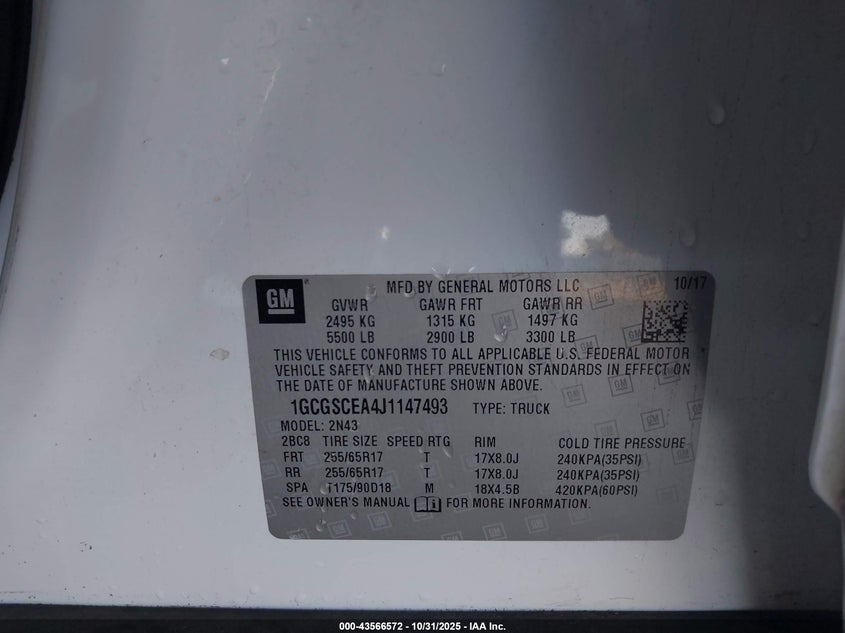 GM
MFD BY GENERAL MOTORS LLC 10/17
GVWR GAWR FRT GAWR RR
2495 KG 1315 KG 1497 KG
5500 LB 2900 LB 3300 LB
THIS VEHICLE CONFORMS TO ALL APPLICABLE U.S. FEDERAL MOTOR
VEHICLE SAFETY AND THEFT PREVENTION STANDARDS IN EFFECT ON
THE DATE OF MANUFACTURE SHOWN ABOVE.
1GCGSCEA4J1147493 TYPE: TRUCK
MODEL: 2N43
2BC8 TIRE SIZE SPEED RTG RIM COLD TIRE PRESSURE
FRT 255/65R17 T 17X8.0J 240KPA(35PSI)
RR 255/65R17 T 17X8.0J 240KPA(35PSI)
SPA T175/90D18 M 18X4.5B 420KPA(60PSI)
SEE OWNER'S MANUAL FOR MORE INFORMATION.
000-43566572 - 10/31/2025 - IAA Inc.